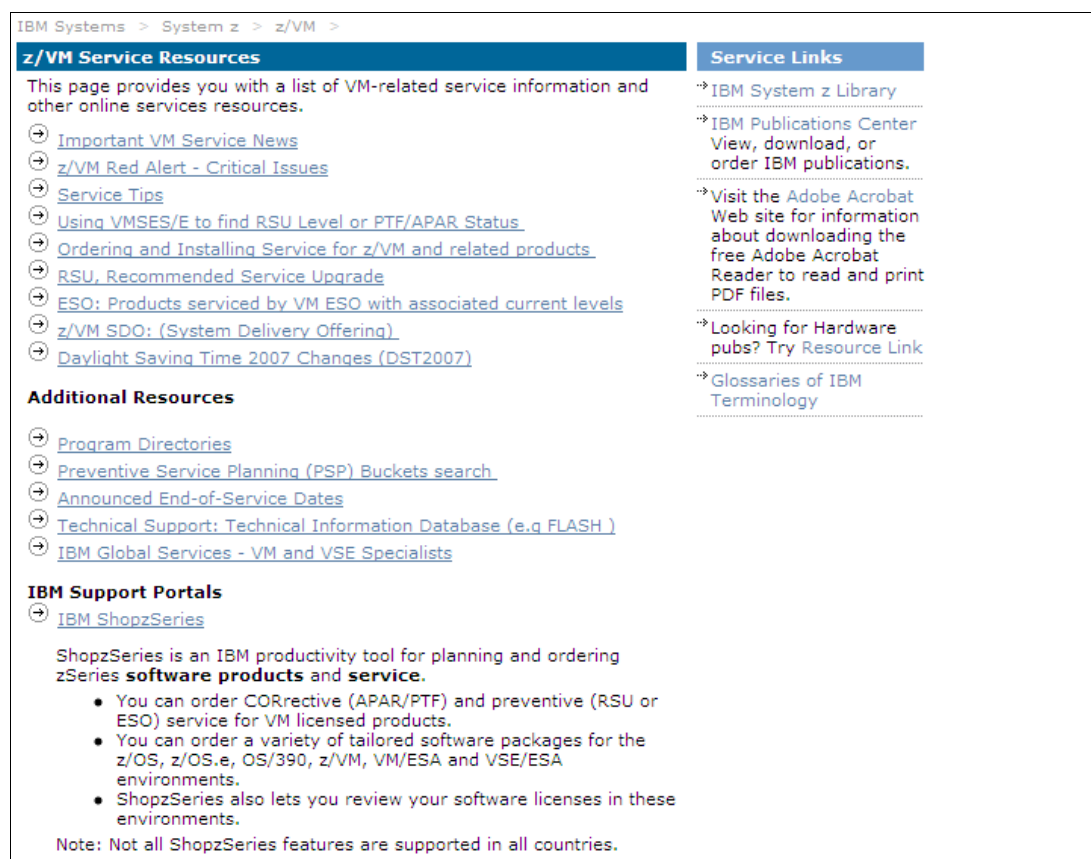 IBM Systems > System z > z/VM >
z/VM Service Resources
This page provides you with a list of VM-related service information and
other online services resources.
Important VM Service News
z/VM Red Alert - Critical Issues
Service Tips
Using VMSES/E to find RSU Level or PTF/APAR Status
Ordering and Installing Service for z/VM and related products
RSU, Recommended Service Upgrade
ESO: Products serviced by VM ESO with associated current levels
z/VM SDO: (System Delivery Offering)
Daylight Saving Time 2007 Changes (DST2007)
Additional Resources
Program Directories
Preventive Service Planning (PSP) Buckets search
Announced End-of-Service Dates
Technical Support: Technical Information Database (e.g FLASH )
IBM Global Services - VM and VSE Specialists
IBM Support Portals
IBM ShopzSeries
ShopzSeries is an IBM productivity tool for planning and ordering
zSeries software products and service.
• You can order CORrective (APAR/PTF) and preventive (RSU or
ESO) service for VM licensed products.
• You can order a variety of tailored software packages for the
z/OS, z/OS.e, OS/390, z/VM, VM/ESA and VSE/ESA
environments.
• ShopzSeries also lets you review your software licenses in these
environments.
Note: Not all ShopzSeries features are supported in all countries.
Service Links
IBM System z Library
IBM Publications Center
View, download, or
order IBM publications.
Visit the Adobe Acrobat
Web site for information
about downloading the
free Adobe Acrobat
Reader to read and print
PDF files.
Looking for Hardware
pubs? Try Resource Link
Glossaries of IBM
Terminology